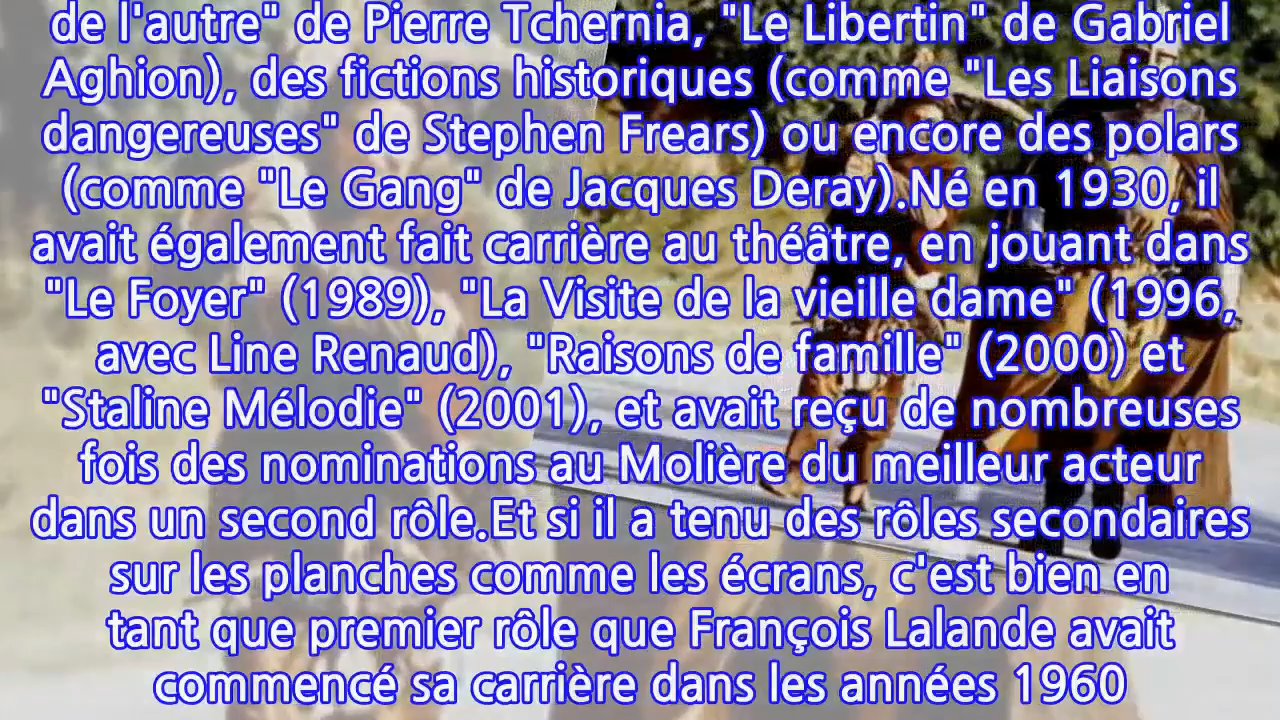 de l'autre" de Pierre Tchernia, "Le Libertin" de Gabriel
Aghion), des fictions historiques (comme "Les Liaisons
dangereuses" de Stephen Frears) ou encore des polars
(comme "Le Gang" de Jacques Deray).Né en 1930, il
avait également fait carrière au théâtre, en jouant dans
"Le Foyer" (1989), "La Visite de la vieille dame" (1996,
avec Line Renaud), "Raisons de famille" (2000) et
"Staline Mélodie" (2001), et avait reçu de nombreuses
fois des nominations au Molière du meilleur acteur
dans un second rôle.Et si il a tenu des rôles secondaires
sur les planches comme les écrans, c'est bien en
tant que premier rôle que François Lalande avait
commencé sa carrière dans les années 1960